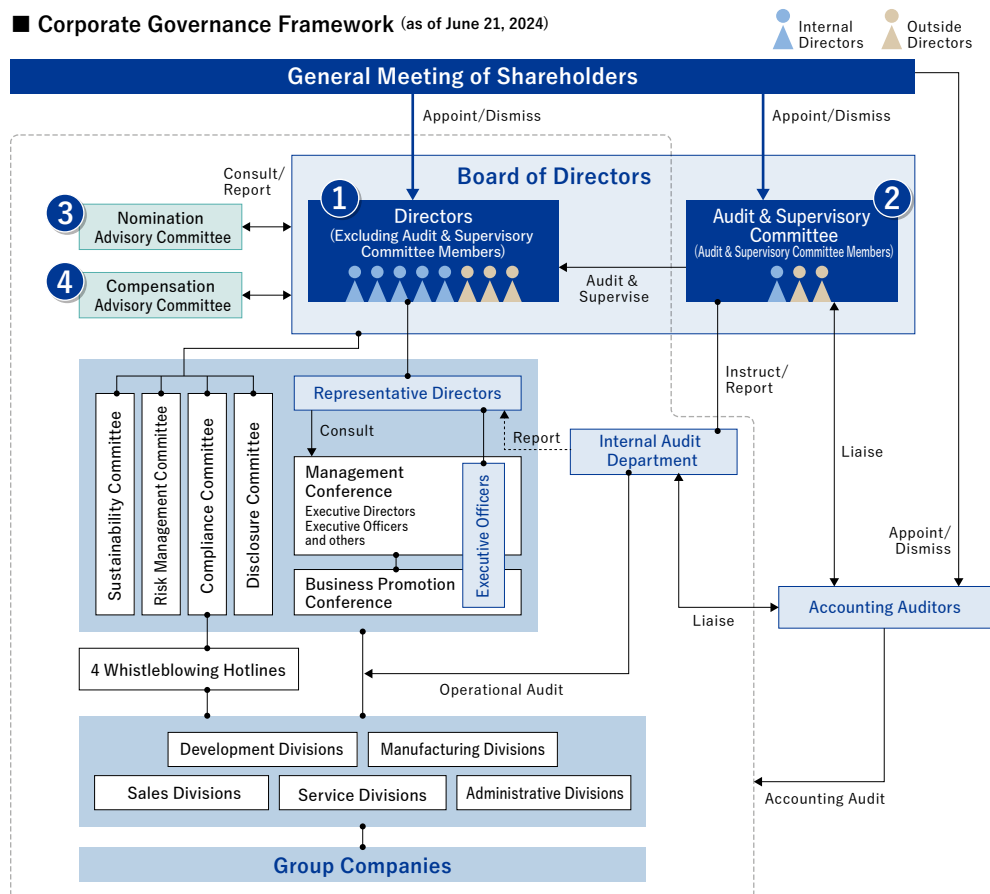 ■ Corporate Governance Framework (as of June 21, 2024)
Internal
Directors
Outside
Directors
General Meeting of Shareholders
Appoint/Dismiss
Appoint/Dismiss
Consult/
Report
Board of Directors
3
Nomination
Advisory Committee
4
Compensation
Advisory Committee
1
Directors
(Excluding Audit & Supervisory
Committee Members)
Audit &
Supervise
2
Audit & Supervisory
Committee
(Audit & Supervisory Committee Members)
Instruct/
Report
Liaise
Appoint/
Dismiss
Representative Directors
Consult
Report
Internal Audit
Department
Sustainability Committee
Risk Management Committee
Compliance Committee
Disclosure Committee
Management
Conference
Executive Directors
Executive Officers
and others
Executive Officers
Business Promotion
Conference
Liaise
Accounting Auditors
4 Whistleblowing Hotlines
Operational Audit
Development Divisions
Manufacturing Divisions
Sales Divisions
Service Divisions
Administrative Divisions
Accounting Audit
Group Companies